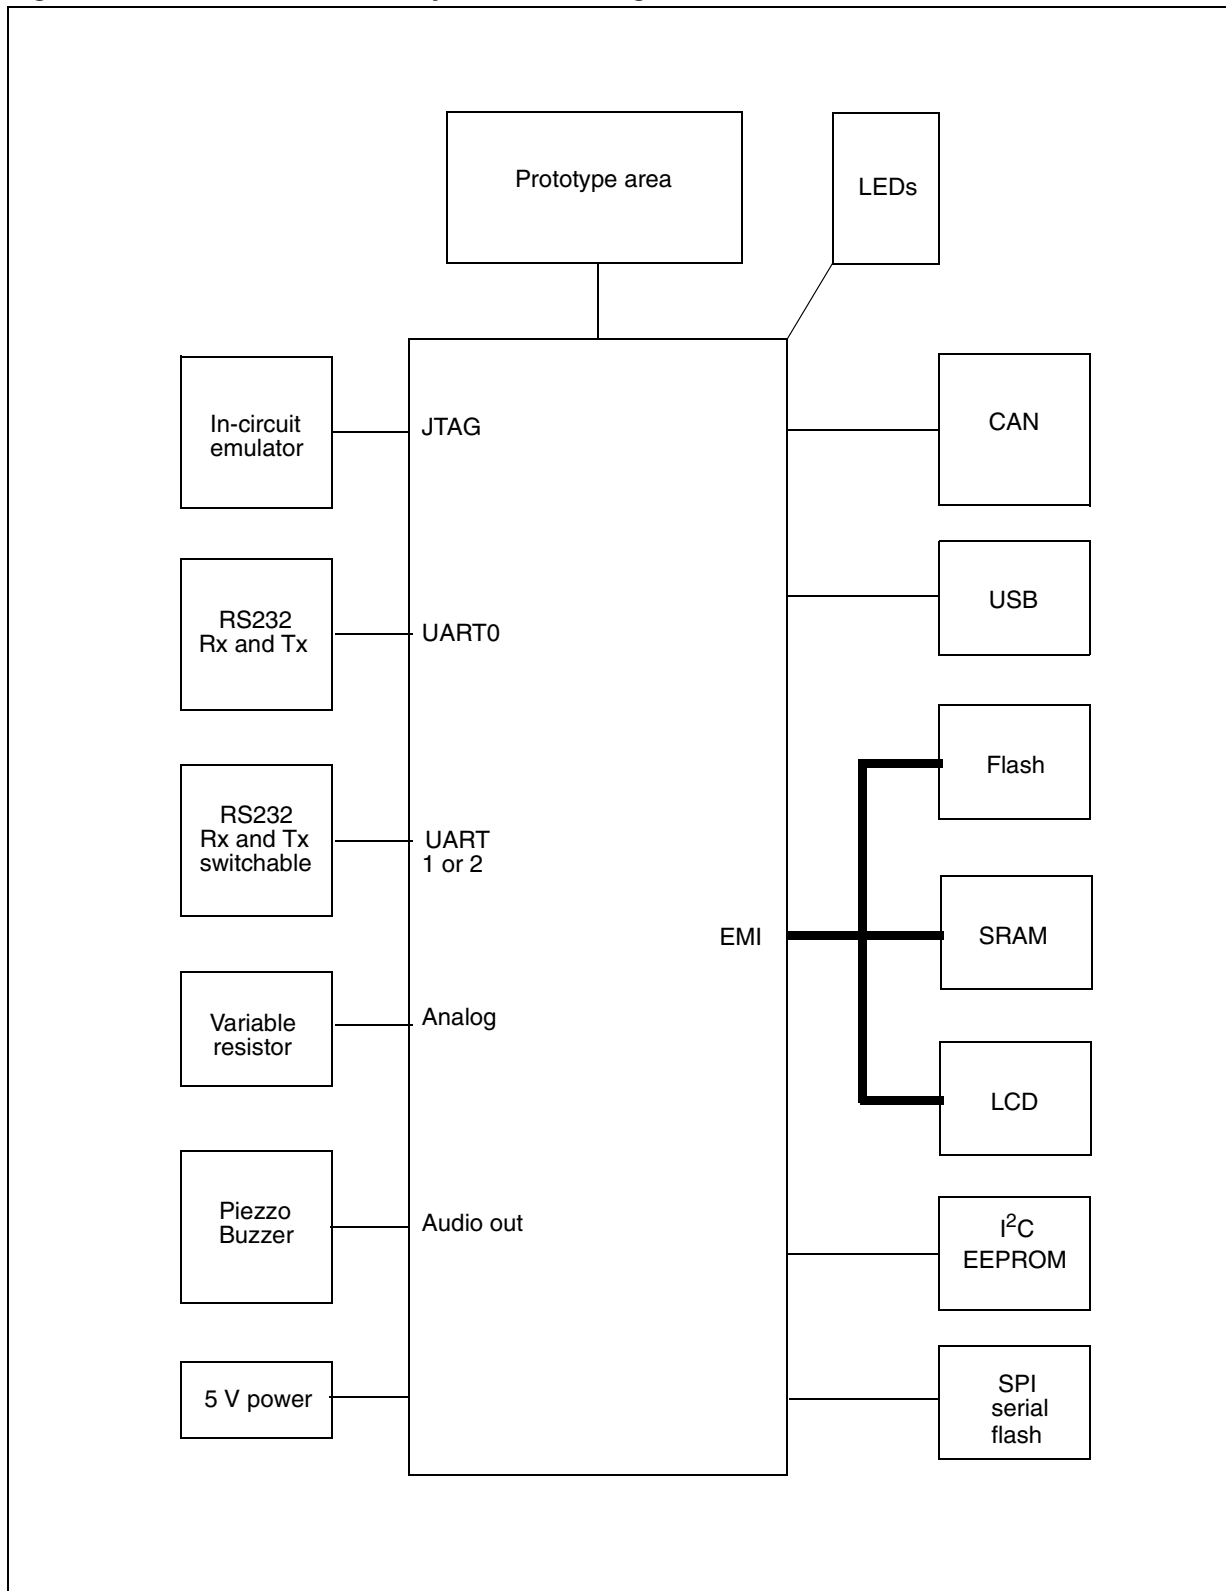 Prototype area
LEDs
In-circuit
emulator
JTAG
CAN
RS232
Rx and Tx
UART0
USB
Flash
RS232
Rx and Tx
switchable
UART
1 or 2
EMI
SRAM
Variable
resistor
Analog
LCD
Piezzo
Buzzer
Audio out
I²C
EEPROM
5 V power
SPI
serial
flash